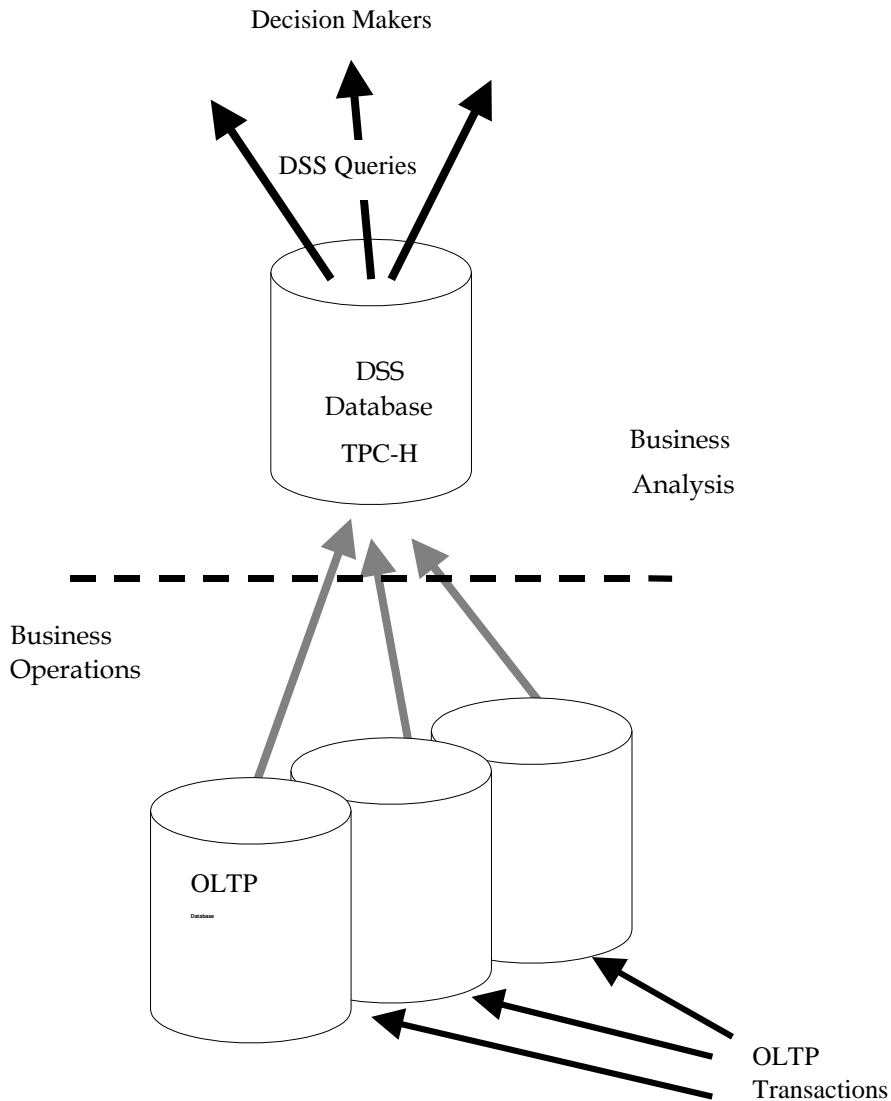 Decision Makers
DSS Queries
DSS
Database
TPC-H
Business
Analysis
Business
Operations
OLTP
Database
OLTP
Transactions